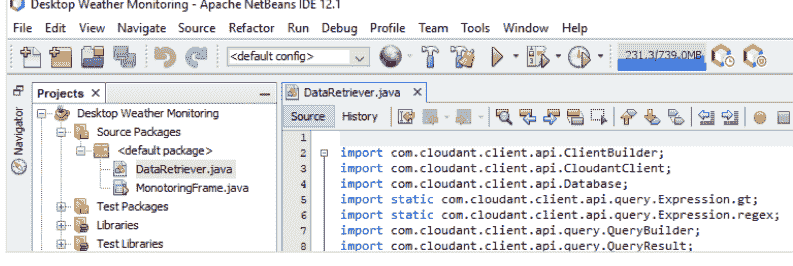 Desktop Weather Monitoring - Apache NetBeans IDE 12.1
File Edit View Navigate Source Refactor Run Debug Profile Team Tools Window Help
<default config>
231.3/739.0MB
Projects
DataRetriever.java
Navigator
Desktop Weather Monitoring
Source Packages
<default package>
DataRetriever.java
MonotoringFrame.java
Test Packages
Libraries
Test Libraries
Source History
1
2 import com.cloudant.client.api.ClientBuilder;
3 import com.cloudant.client.api.CloudantClient;
4 import com.cloudant.client.api.Database;
5 import static com.cloudant.client.api.query.Expression.gt;
6 import static com.cloudant.client.api.query.Expression.regex;
7 import com.cloudant.client.api.query.QueryBuilder;
8 import com.cloudant.client.api.query.QueryResult;